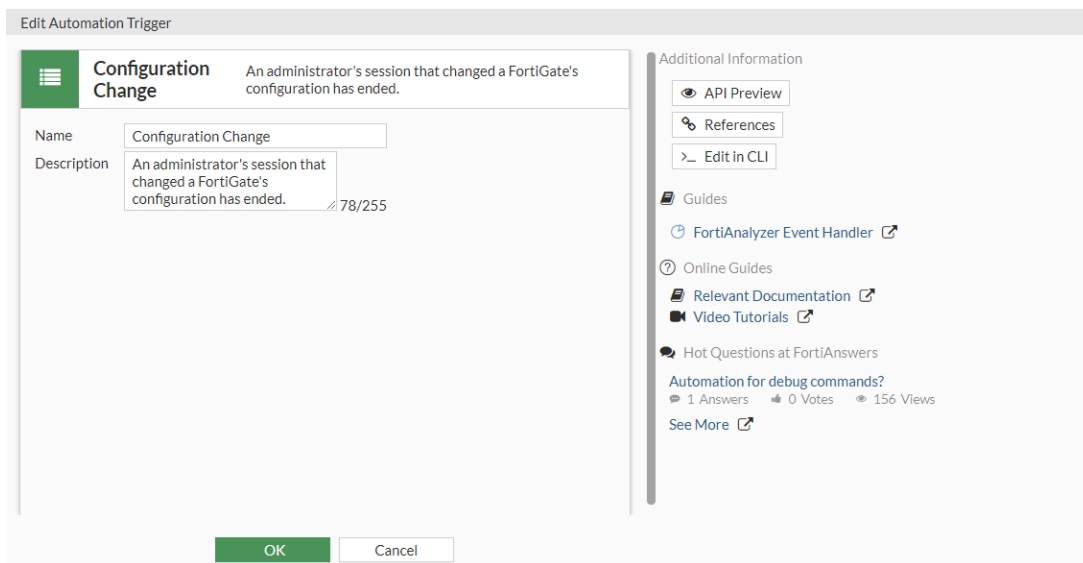 Edit Automation Trigger
Configuration
Change
An administrator's session that changed a FortiGate's
configuration has ended.
Name
Configuration Change
Description
An administrator's session that
changed a FortiGate's
configuration has ended.
78/255
OK
Cancel
Additional Information
API Preview
References
>_ Edit in CLI
Guides
FortiAnalyzer Event Handler
Online Guides
Relevant Documentation
Video Tutorials
Hot Questions at FortiAnswers
Automation for debug commands?
1 Answers 0 Votes 156 Views
See More